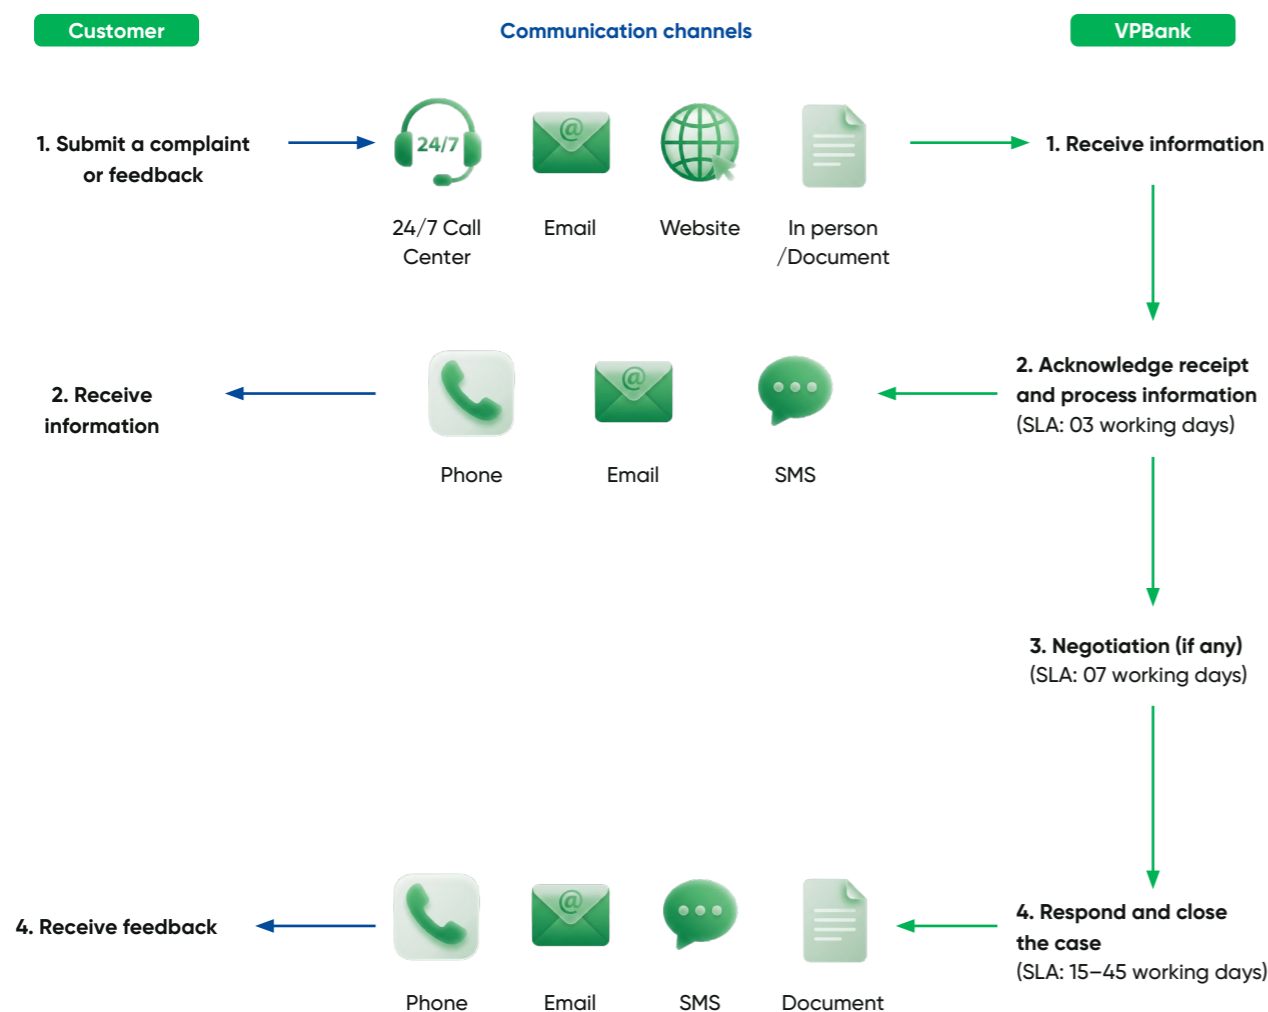 Customer
Communication channels
VPBank
1. Submit a complaint
or feedback
24/7
@
1. Receive information
24/7 Call
Center
Email
Website
In person
/Document
2. Receive
information
@
2. Acknowledge receipt
and process information
(SLA: 03 working days)
Phone
Email
SMS
3. Negotiation (if any)
(SLA: 07 working days)
4. Receive feedback
@
4. Respond and close
the case
(SLA: 15–45 working days)
Phone
Email
SMS
Document